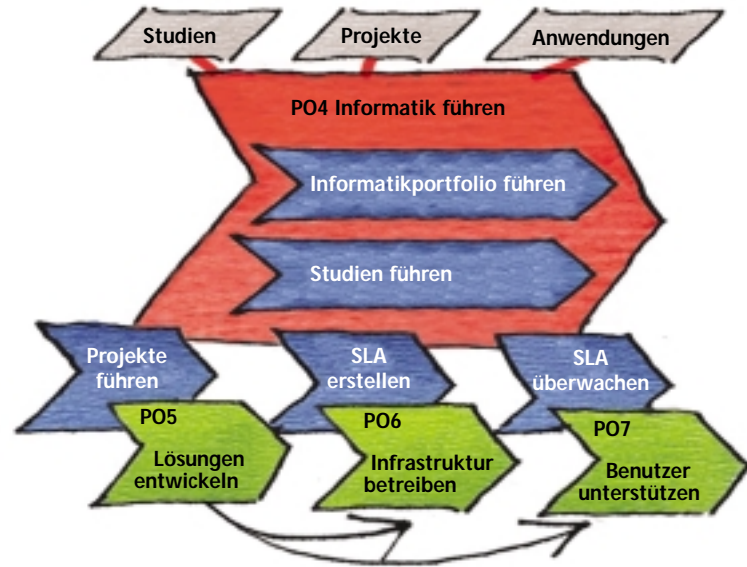 Studien
Projekte
Anwendungen
PO4 Informatik führen
Informatikportfolio führen
Studien führen
Projekte
führen
SLA
erstellen
SLA
überwachen
PO5
Lösungen
entwickeln
PO6
Infrastruktur
betreiben
PO7
Benutzer
unterstützen